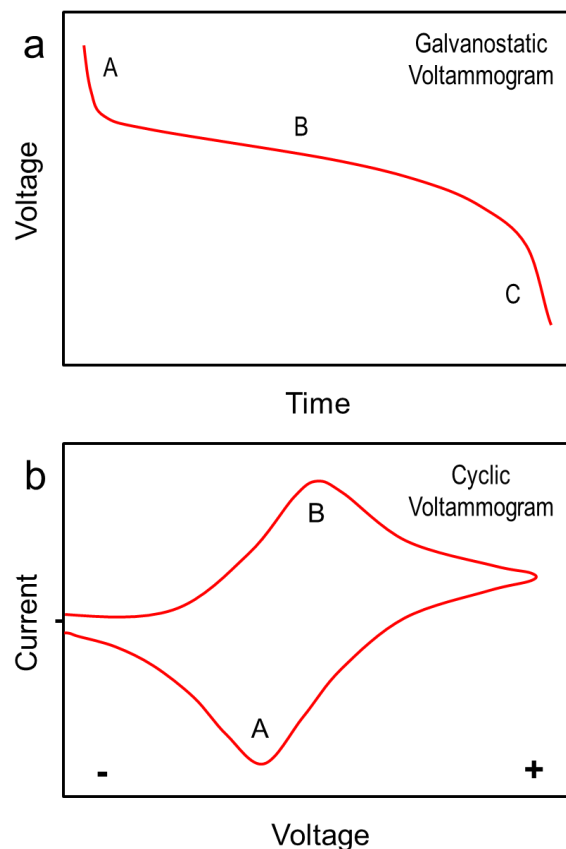 a
Galvanostatic
Voltammogram
A
B
C
Voltage
Time
b
Cyclic
Voltammogram
B
A
-
Current
-
+
Voltage